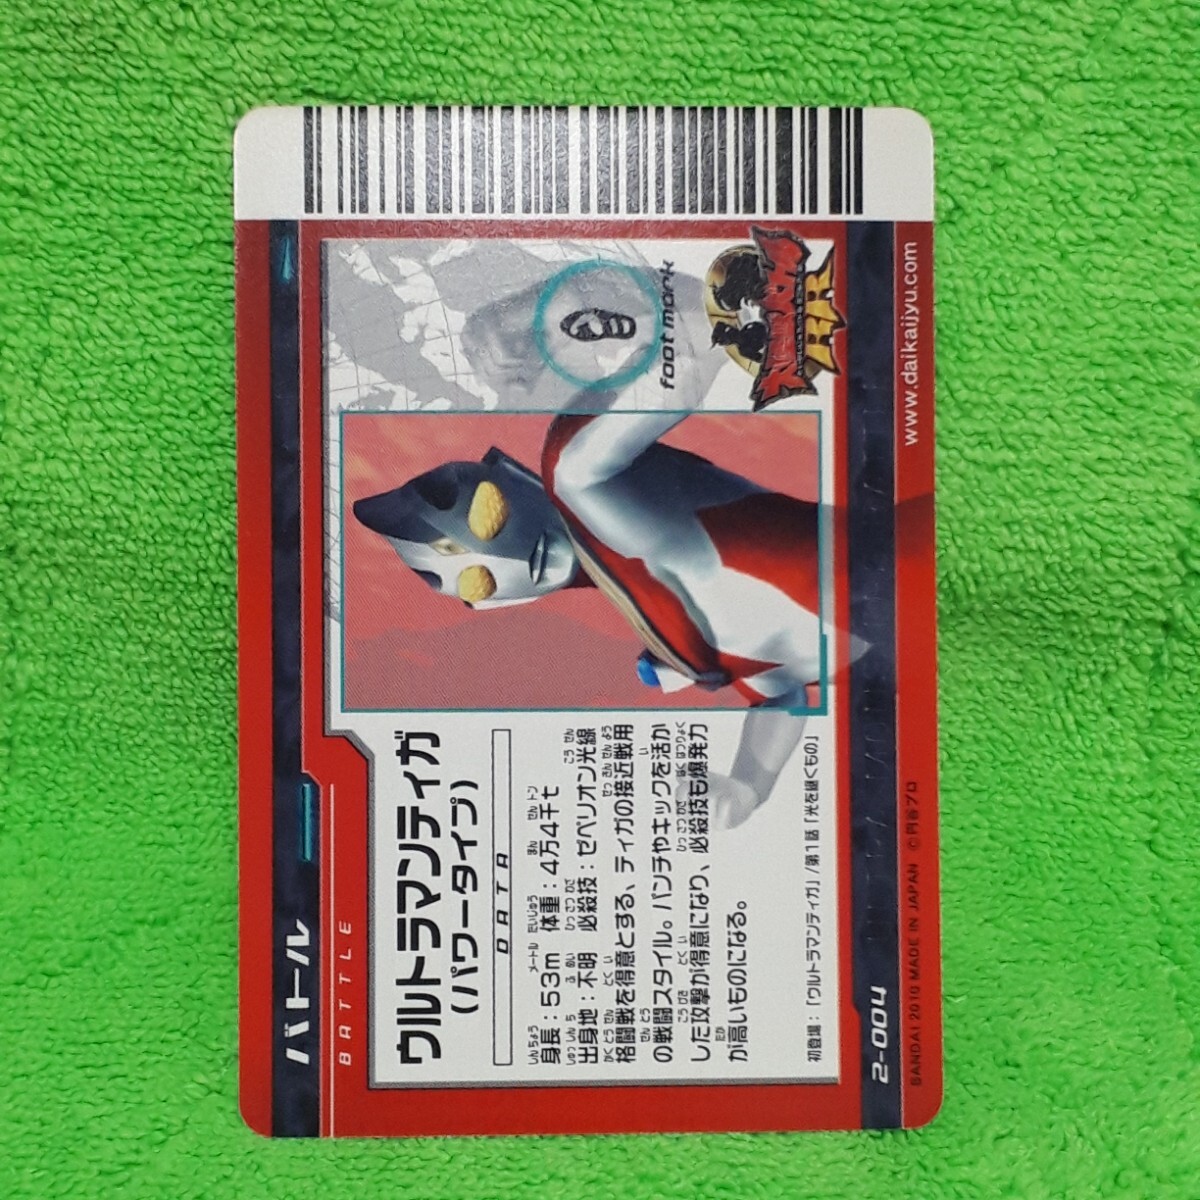 バトル
BATTLE
ウルトラマンティガ
(パワータイプ)
DATA
身長：53m 体重：4万4千t
出身地：不明 必殺技：ゼペリオン光線
格闘戦を得意とする、ティガの接近戦用
の戦闘スタイル。パンチやキックを活か
した攻撃が得意になり、必殺技も爆発力
が高いものになる。
初登場：「ウルトラマンティガ」/第1話「光を継ぐもの」
2-004
BANDAI 2010 MADE IN JAPAN ©円谷プロ
foot mark
RR
www.daikaijyu.com